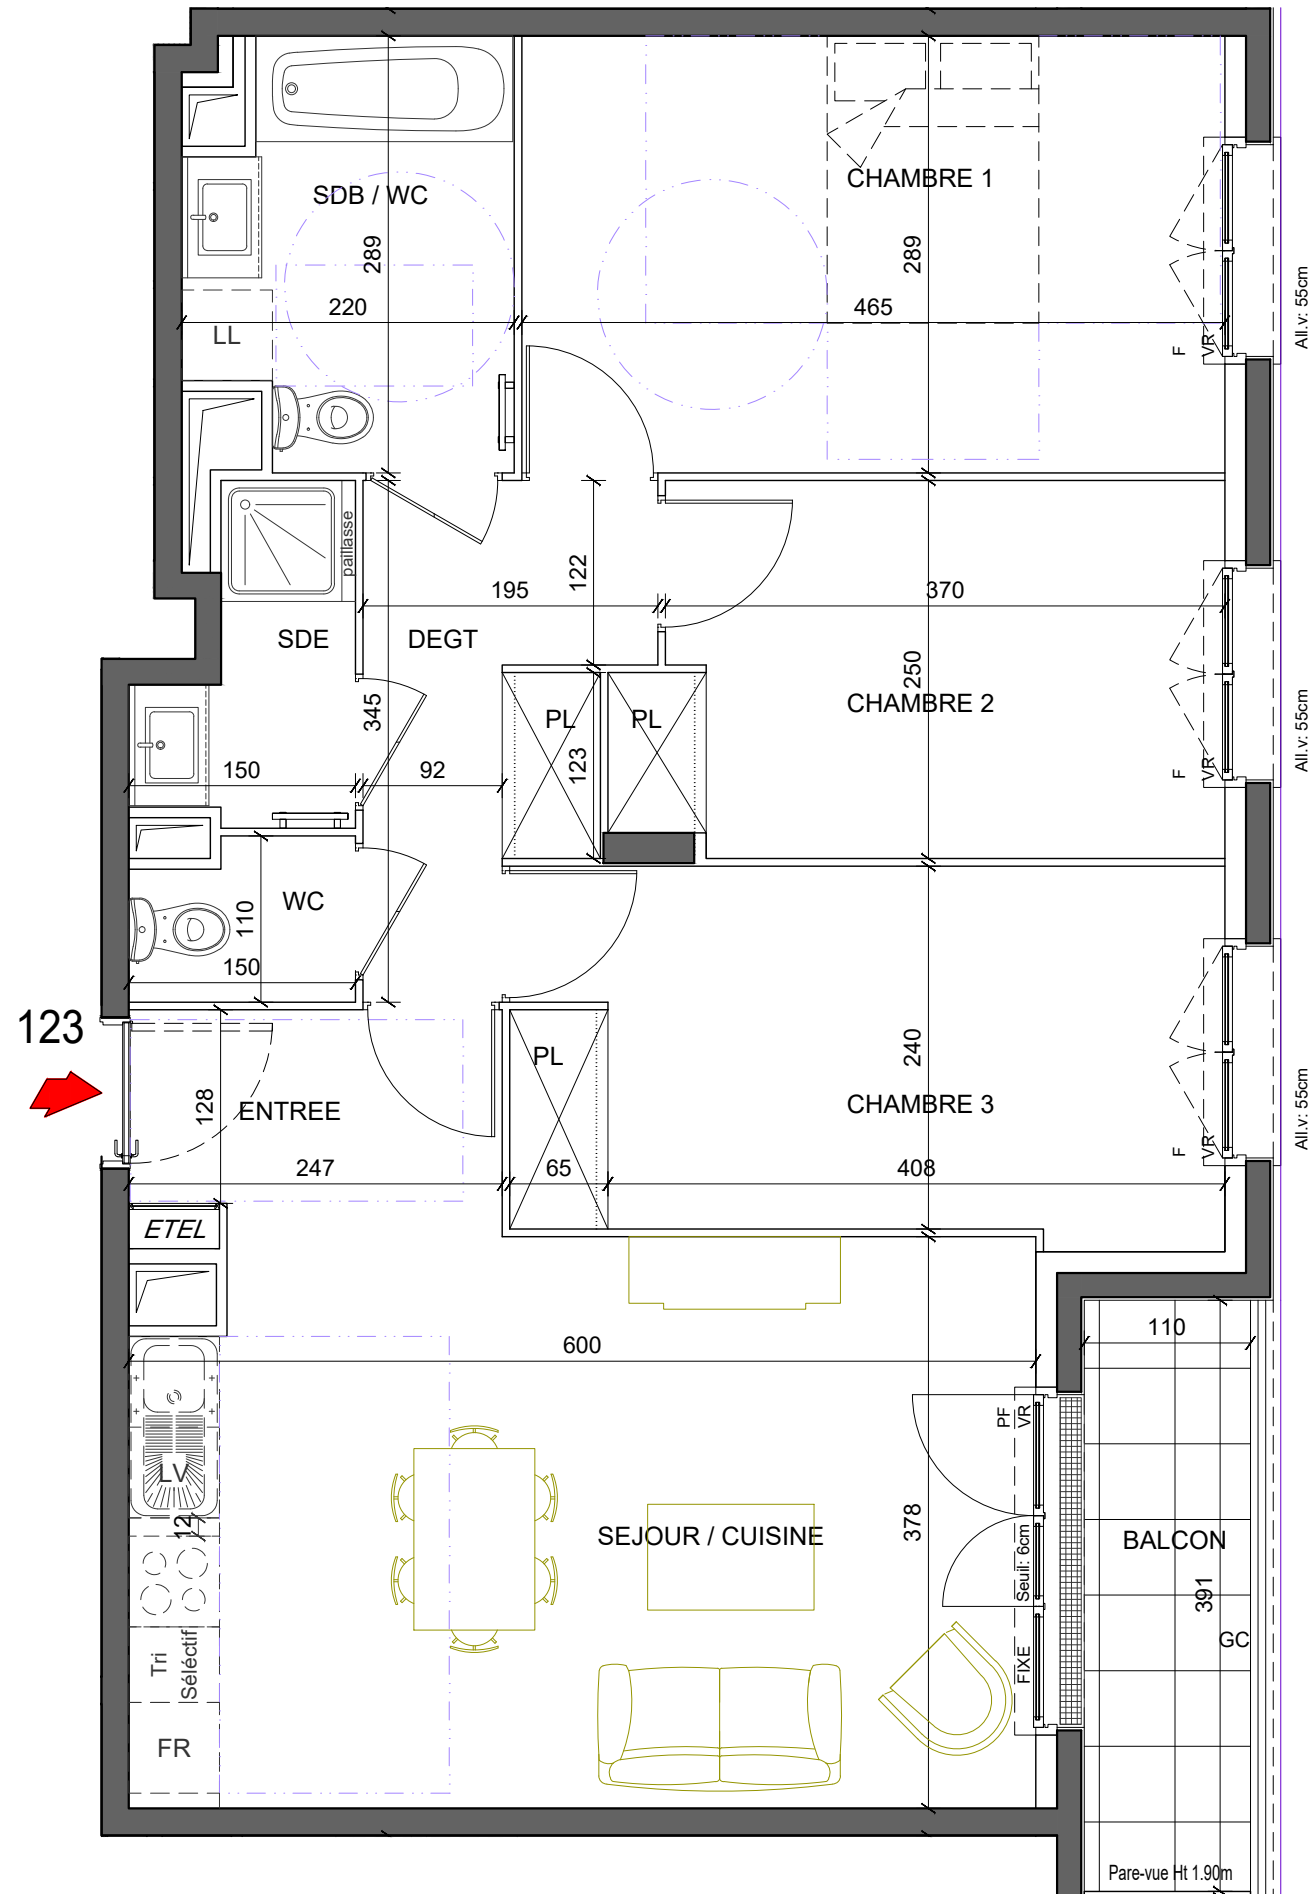 SDB / WC
CHAMBRE 1
289
289
220
465
LL
F
VR
All.v: 55cm
paillasse
122
195
370
SDE
DEGT
250
CHAMBRE 2
345
PL
PL
123
150
92
F
VR
All.v: 55cm
WC
110
150
123
PL
240
128
ENTREE
CHAMBRE 3
247
65
408
F
VR
All.v: 55cm
ETEL
600
110
PF
VR
LV
12
SEJOUR / CUISINE
378
Seuil: 6cm
BALCON
391
GC
Tri
Séléctif
FIXE
FR
Pare-vue Ht 1.90m